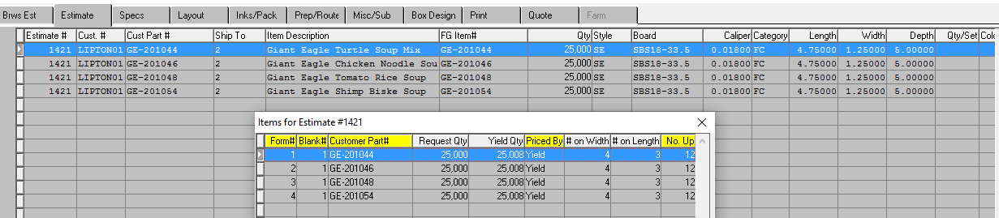 Brws Est Estimate Specs Layout Inks/Pack Prep/Route Misc/Sub Box Design Print Quote Farm
Estimate # Cust. # Cust Part # Ship To Item Description FG Item# Qty Style Board Caliper Category Length Width Depth Qty/Set Colo
1421 LIPTON01 GE-201044 2 Giant Eagle Turtle Soup Mix GE-201044 25,000 SE SBS18-33.5 0.01800 FC 4.75000 1.25000 5.00000
1421 LIPTON01 GE-201046 2 Giant Eagle Chicken Noodle Sou GE-201046 25,000 SE SBS18-33.5 0.01800 FC 4.75000 1.25000 5.00000
1421 LIPTON01 GE-201048 2 Giant Eagle Tomato Rice Soup GE-201048 25,000 SE SBS18-33.5 0.01800 FC 4.75000 1.25000 5.00000
1421 LIPTON01 GE-201054 2 Giant Eagle Shimp Biske Soup GE-201054 25,000 SE SBS18-33.5 0.01800 FC 4.75000 1.25000 5.00000
Items for Estimate #1421
Form# Blank# Customer Part# Request Qty Yield Qty Priced By # on Width # on Length No. Up
1 1 GE-201044 25,000 25,008 Yield 4 3 12
2 1 GE-201046 25,000 25,008 Yield 4 3 12
3 1 GE-201048 25,000 25,008 Yield 4 3 12
4 1 GE-201054 25,000 25,008 Yield 4 3 12